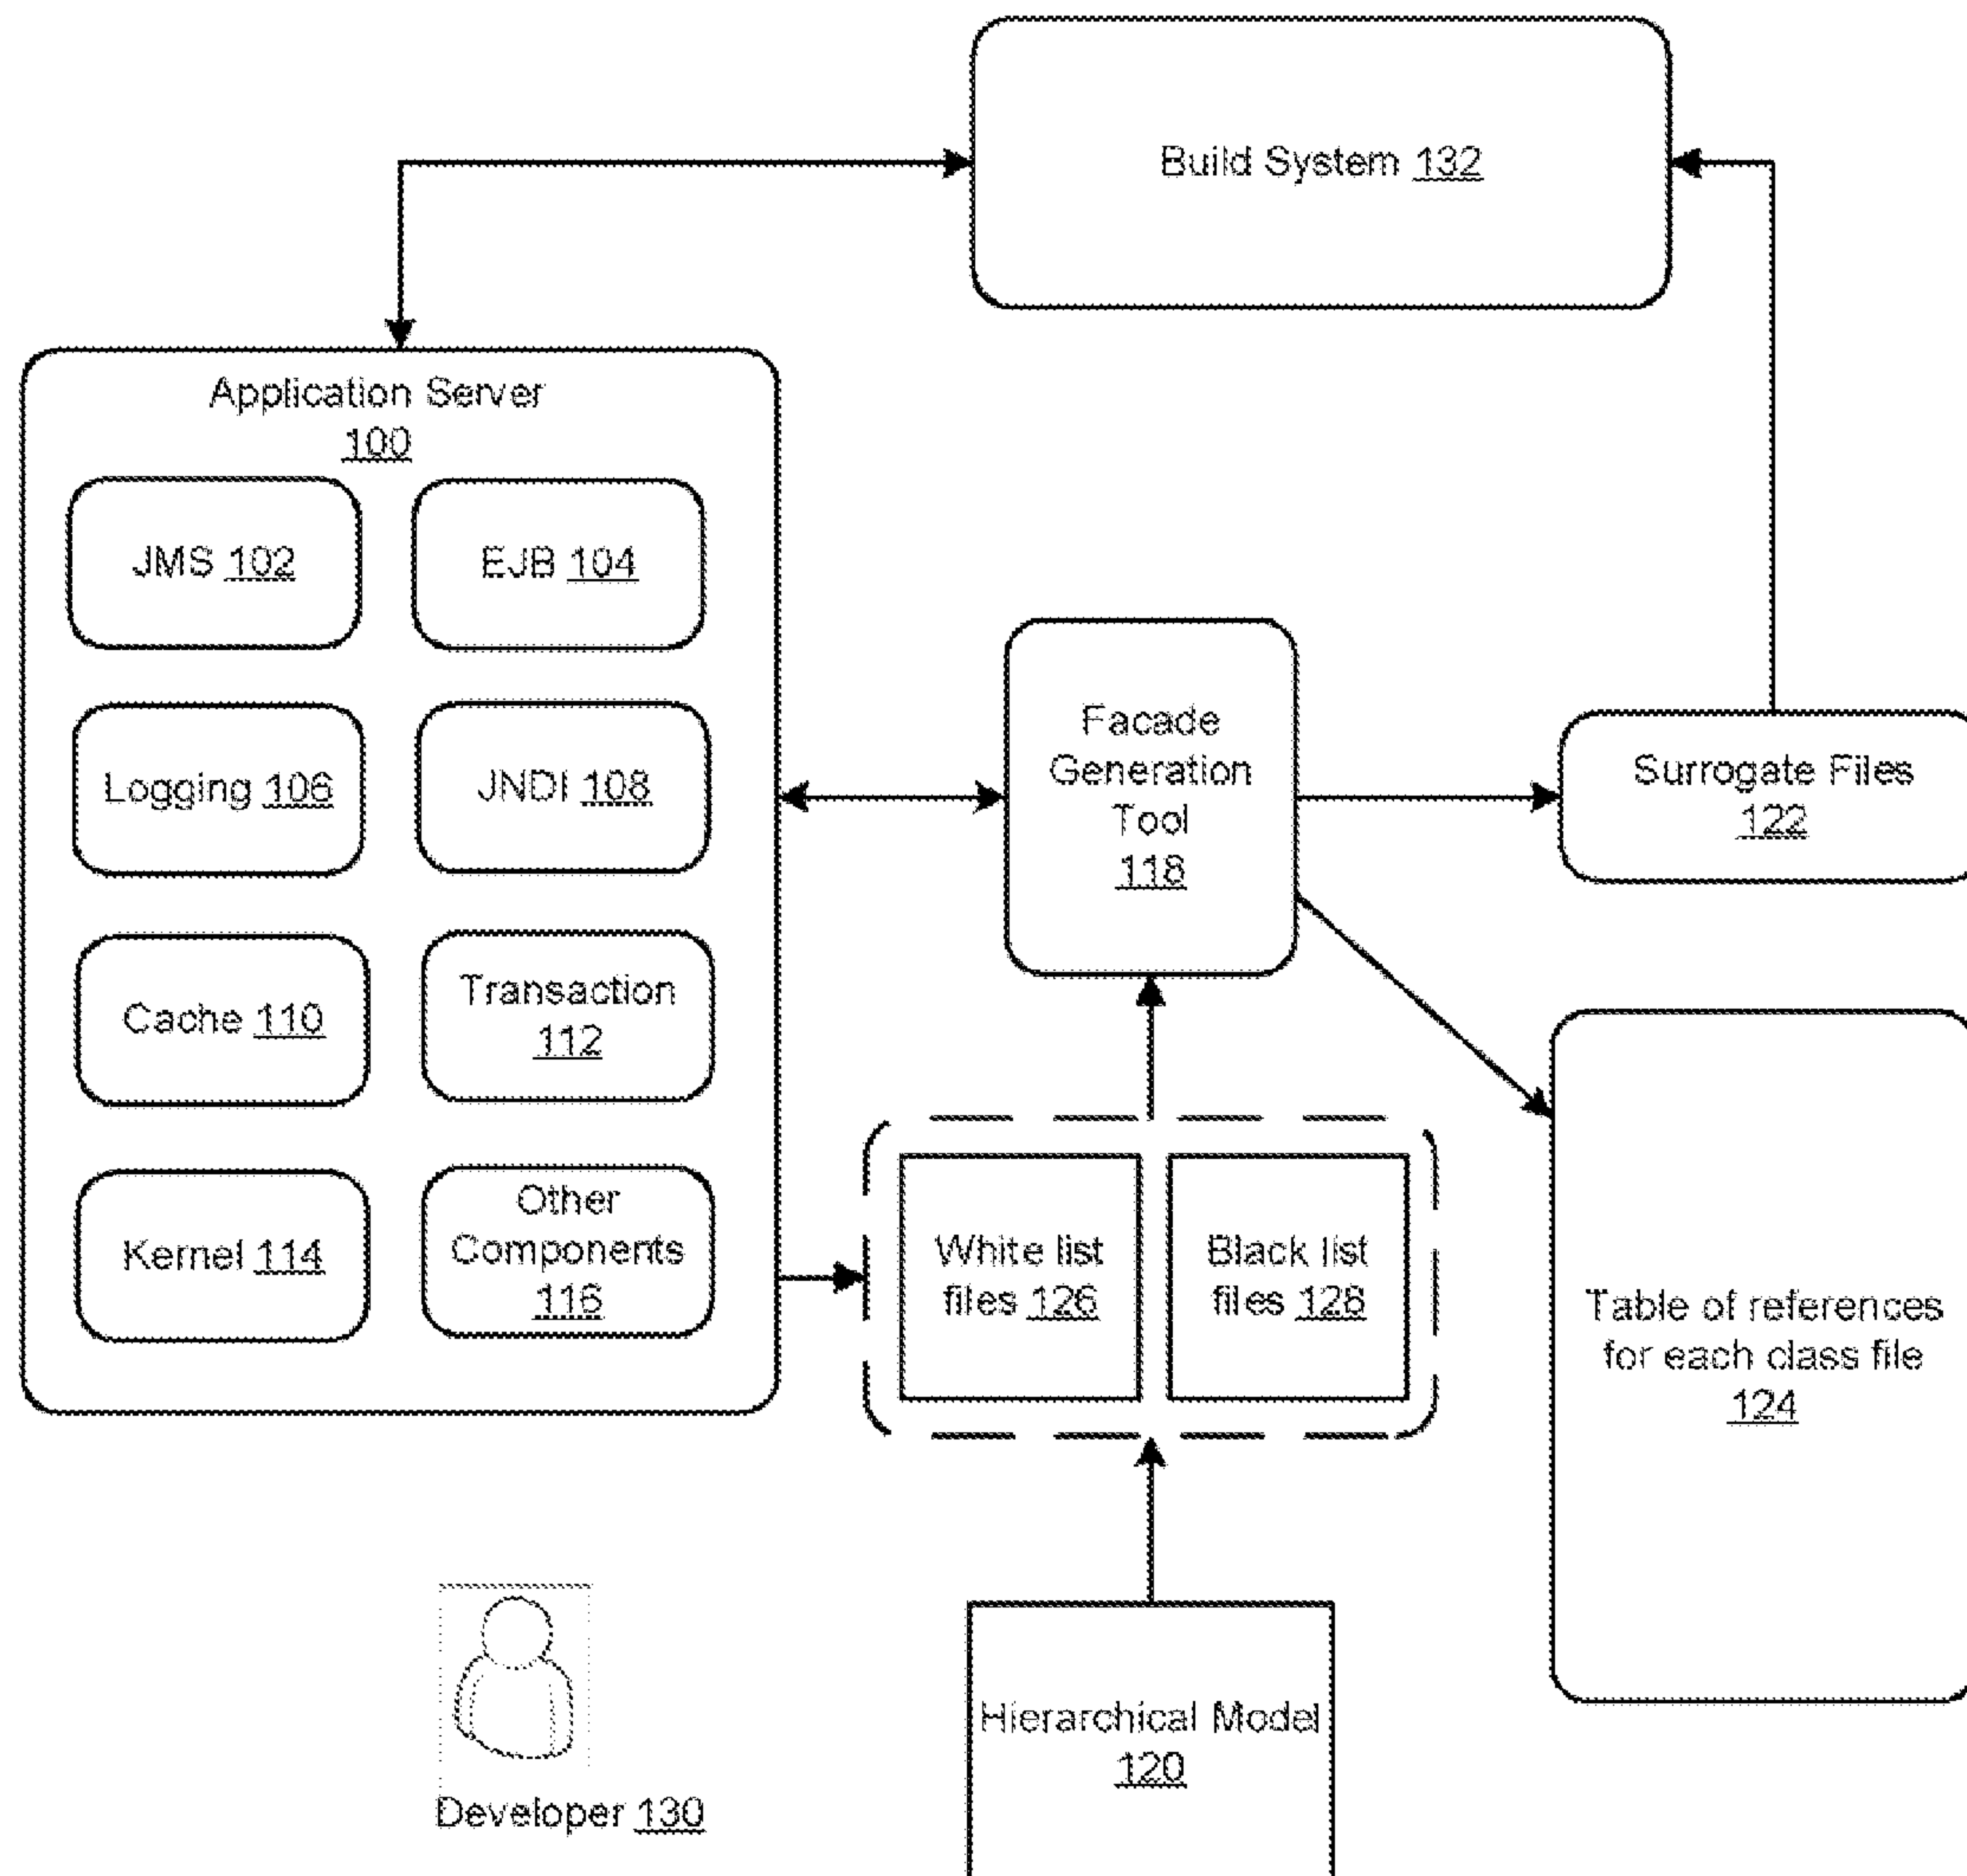 Build System 132
Application Server
100
JMS 102
EJB 104
Logging 106
JNDI 108
Cache 110
Transaction
112
Kernel 114
Other
Components
116
Facade
Generation
Tool
118
Surrogate Files
122
White list
files 126
Black list
files 128
Table of references
for each class file
124
Hierarchical Model
120
Developer 130